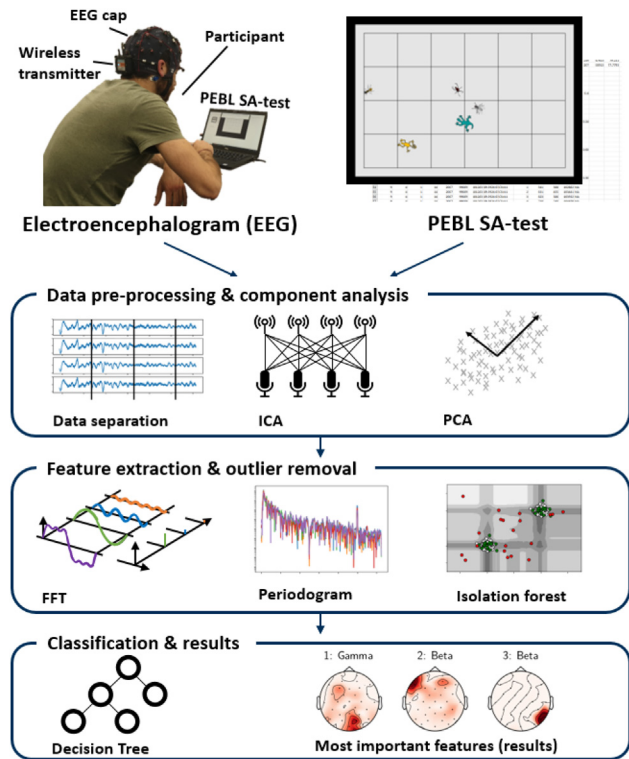 EEG cap
Wireless
transmitter
Participant
PEBL SA-test
Electroencephalogram (EEG)
PEBL SA-test
Data pre-processing & component analysis
Data separation
ICA
PCA
Feature extraction & outlier removal
FFT
Periodogram
Isolation forest
Classification & results
1: Gamma
2: Beta
3: Beta
Decision Tree
Most important features (results)